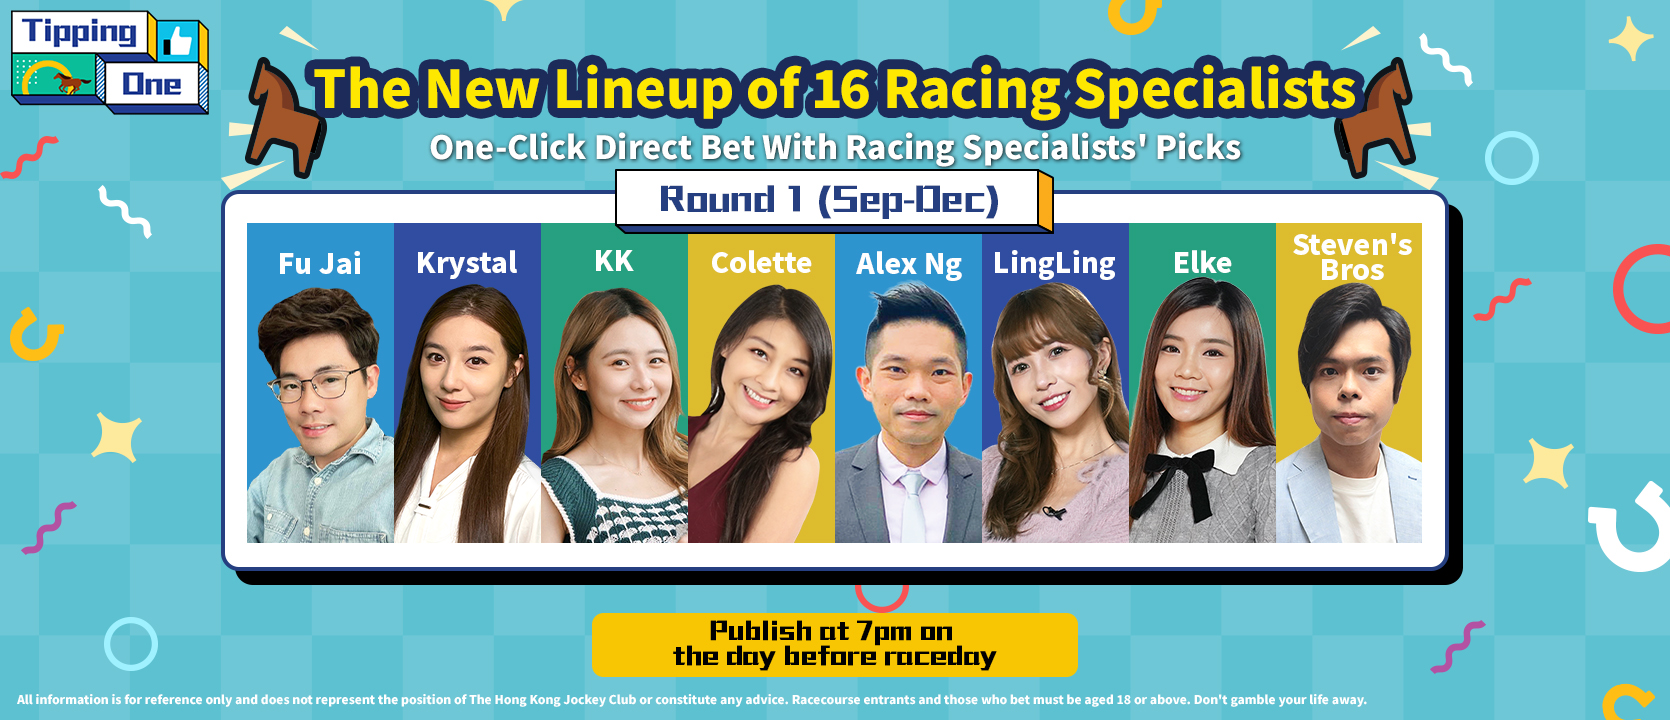 Tipping
One
The New Lineup of 16 Racing Specialists
One-Click Direct Bet With Racing Specialists' Picks
Round 1 (Sep-Dec)
Fu Jai
Krystal
KK
Colette
Alex Ng
LingLing
Elke
Steven's
Bros
Publish at 7pm on
the day before raceday
All information is for reference only and does not represent the position of The Hong Kong Jockey Club or constitute any advice. Racecourse entrants and those who bet must be aged 18 or above. Don't gamble your life away.